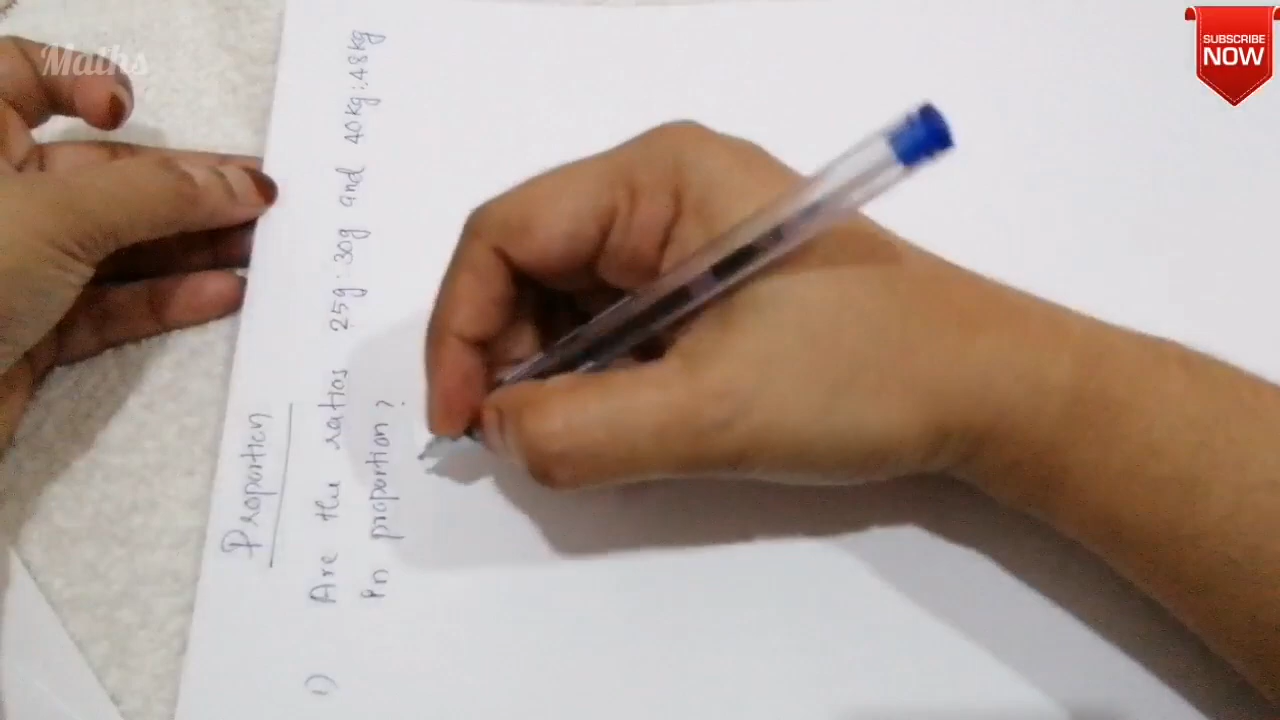 Maths
SUBSCRIBE
NOW
Proportion
1) Are the ratios 25g:30g and 40kg:48kg
in proportion?